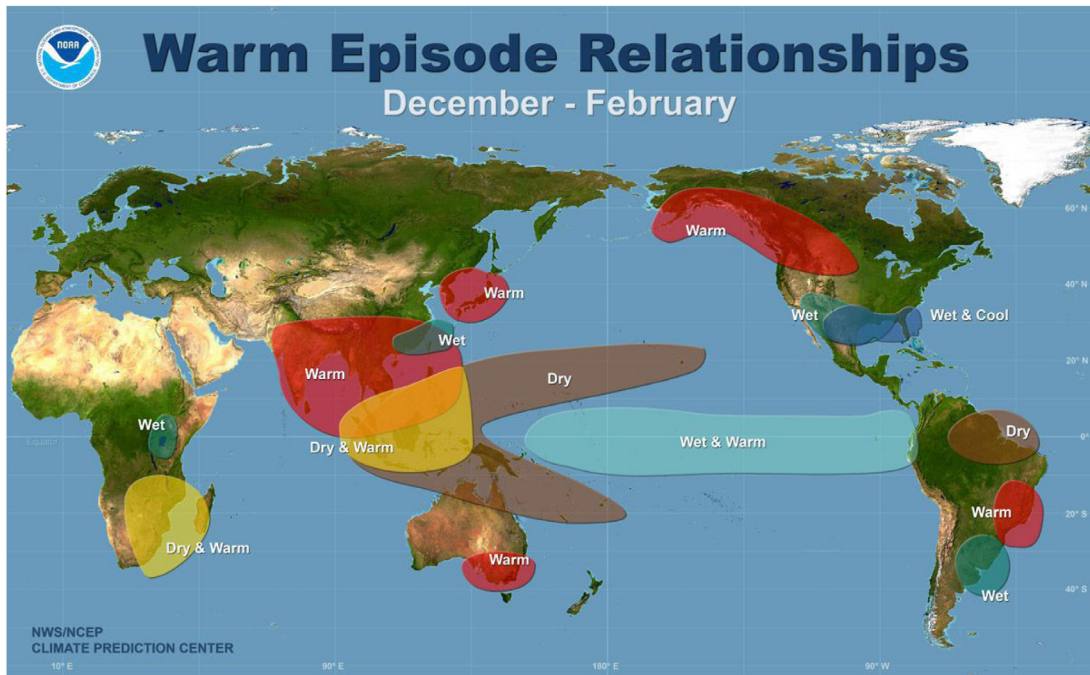 NOAA
Warm Episode Relationships
December - February
60° N
Warm
Warm
40° N
Wet
Wet & Cool
Wet
20° N
Warm
Dry
Wet
Equator
Dry & Warm
Wet & Warm
Dry
0°
Warm
20° S
Dry & Warm
Warm
Wet
40° S
NWS/NCEP
CLIMATE PREDICTION CENTER
10° E
90° E
180° E
90° W